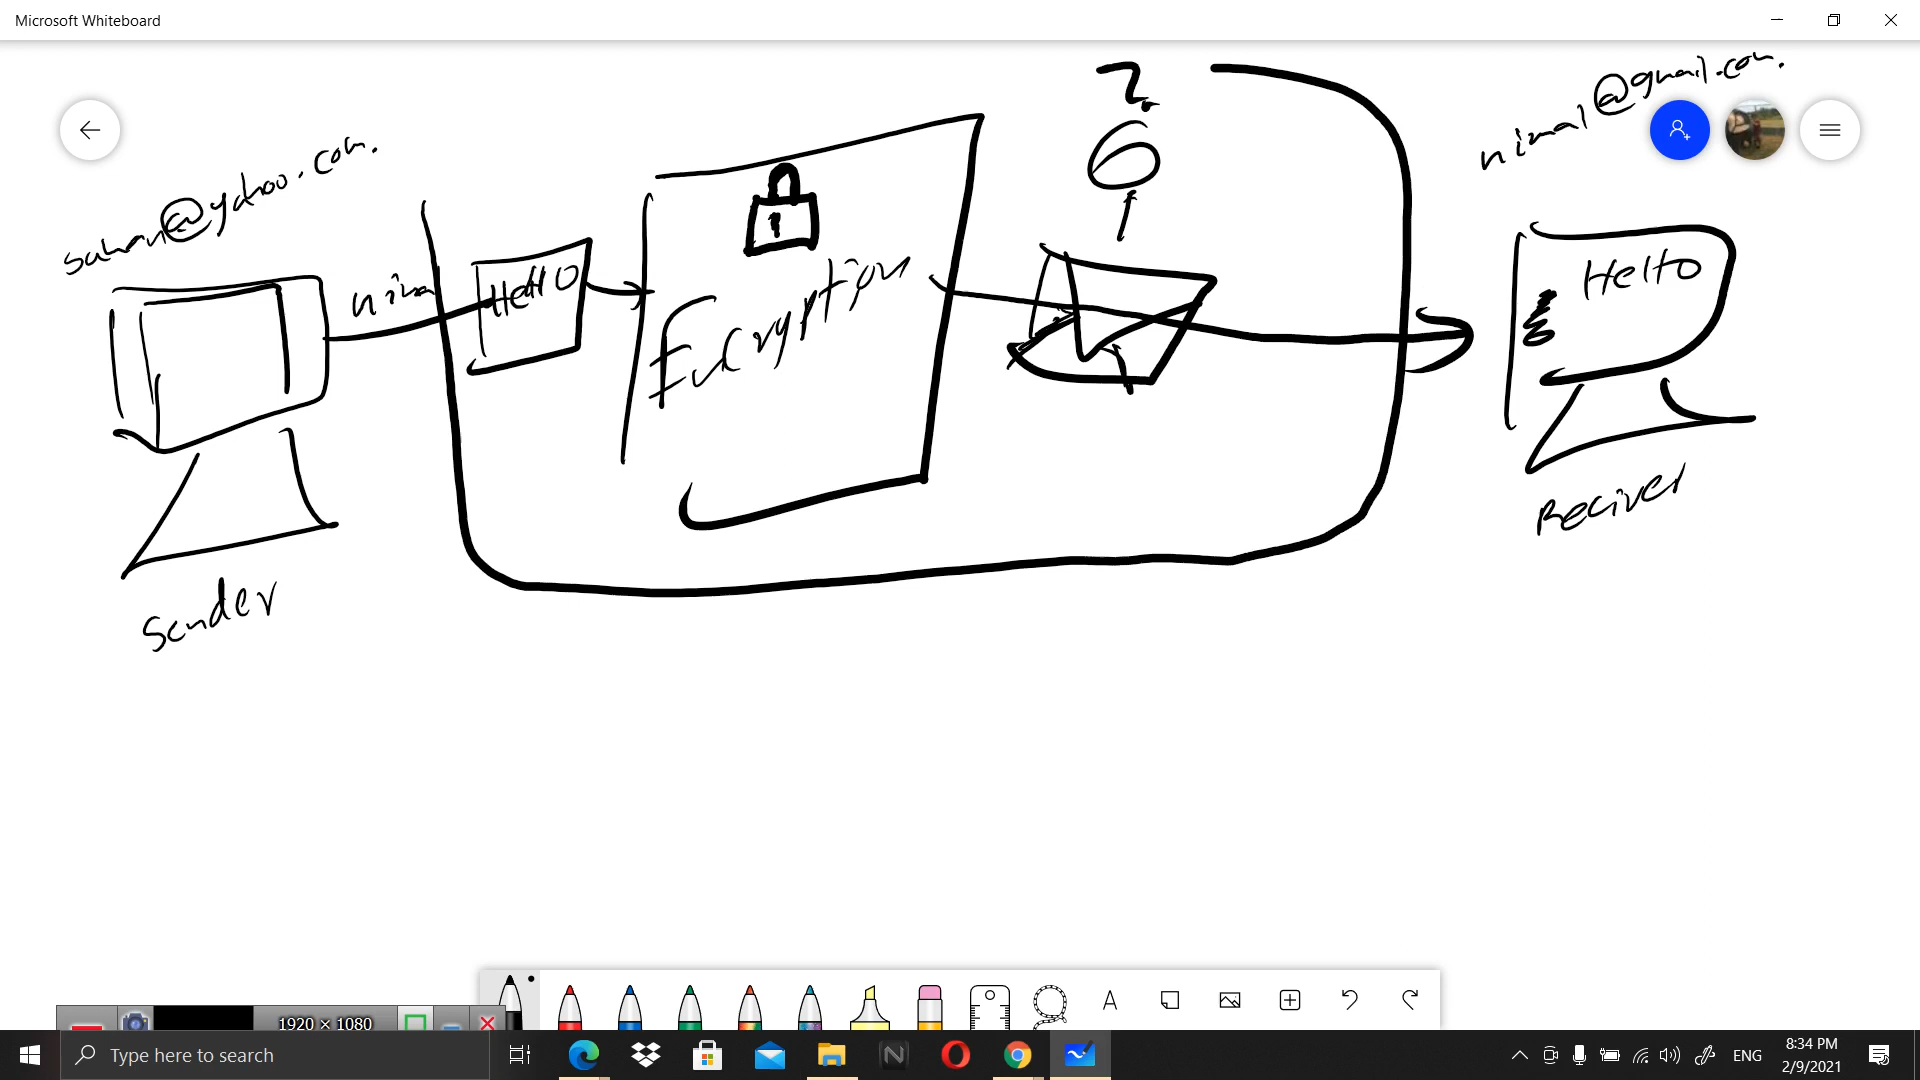 Microsoft Whiteboard
nimal@gmail.com.
suhan@yahoo.com.
?
Hello
Encryption
Hello
Reciver
Sender
1920 × 1080
Type here to search
ENG
8:34 PM
2/9/2021